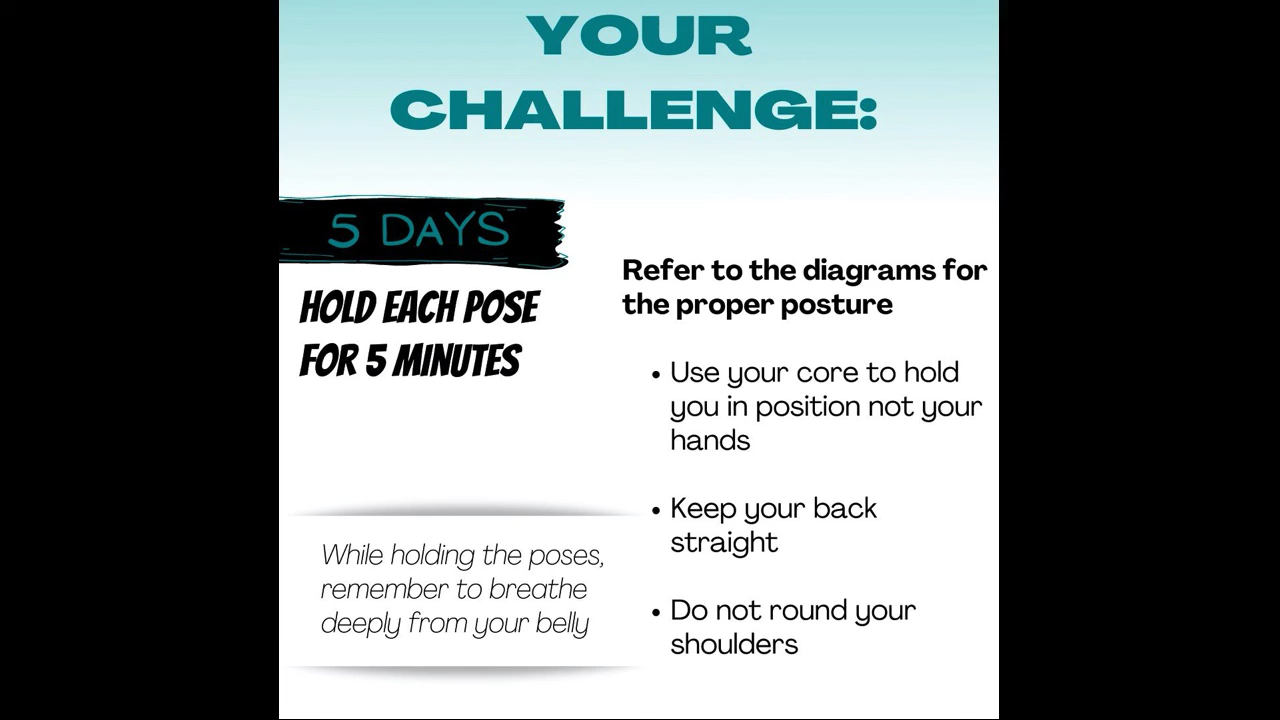 YOUR
CHALLENGE:
5 DAYS
HOLD EACH POSE
FOR 5 MINUTES
While holding the poses,
remember to breathe
deeply from your belly
Refer to the diagrams for
the proper posture
• Use your core to hold
you in position not your
hands
• Keep your back
straight
• Do not round your
shoulders